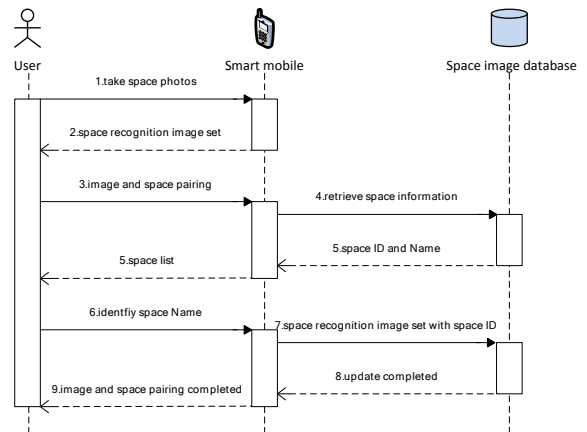 User
Smart mobile
Space image database
1.take space photos
2.space recognition image set
3.image and space pairing
4.retrieve space information
5.space ID and Name
5.space list
6.identfiy space Name
7.space recognition image set with space ID
8.update completed
9.image and space pairing completed